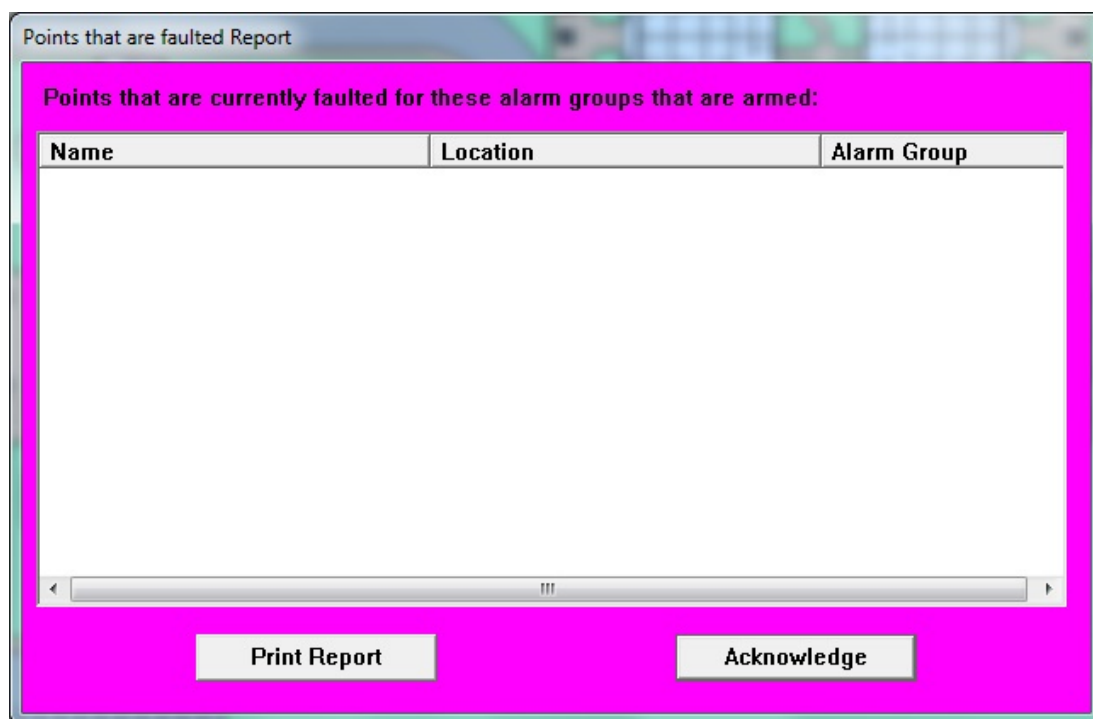 Points that are faulted Report
Points that are currently faulted for these alarm groups that are armed:
Name Location Alarm Group
Print Report Acknowledge